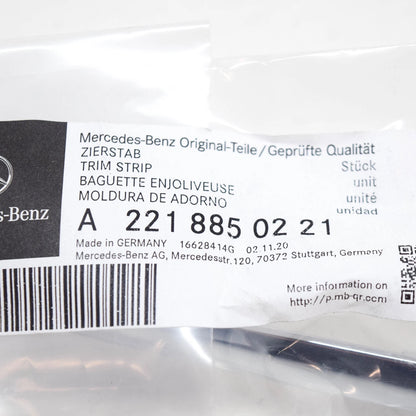 Mercedes-Benz Original-Teile/Geprüfte Qualität
ZIERSTAB
TRIM STRIP
BAGUETTE ENJOLIVEUSE
MOLDURA DE ADORNO
Stück
unit
unité
unidad
s-Benz
A 221 885 02 21
Made in GERMANY 16628414G 02.11.20
Mercedes-Benz AG, Mercedesstr.120, 70372 Stuttgart, Germany
More information on
http://p.mb-qr.com